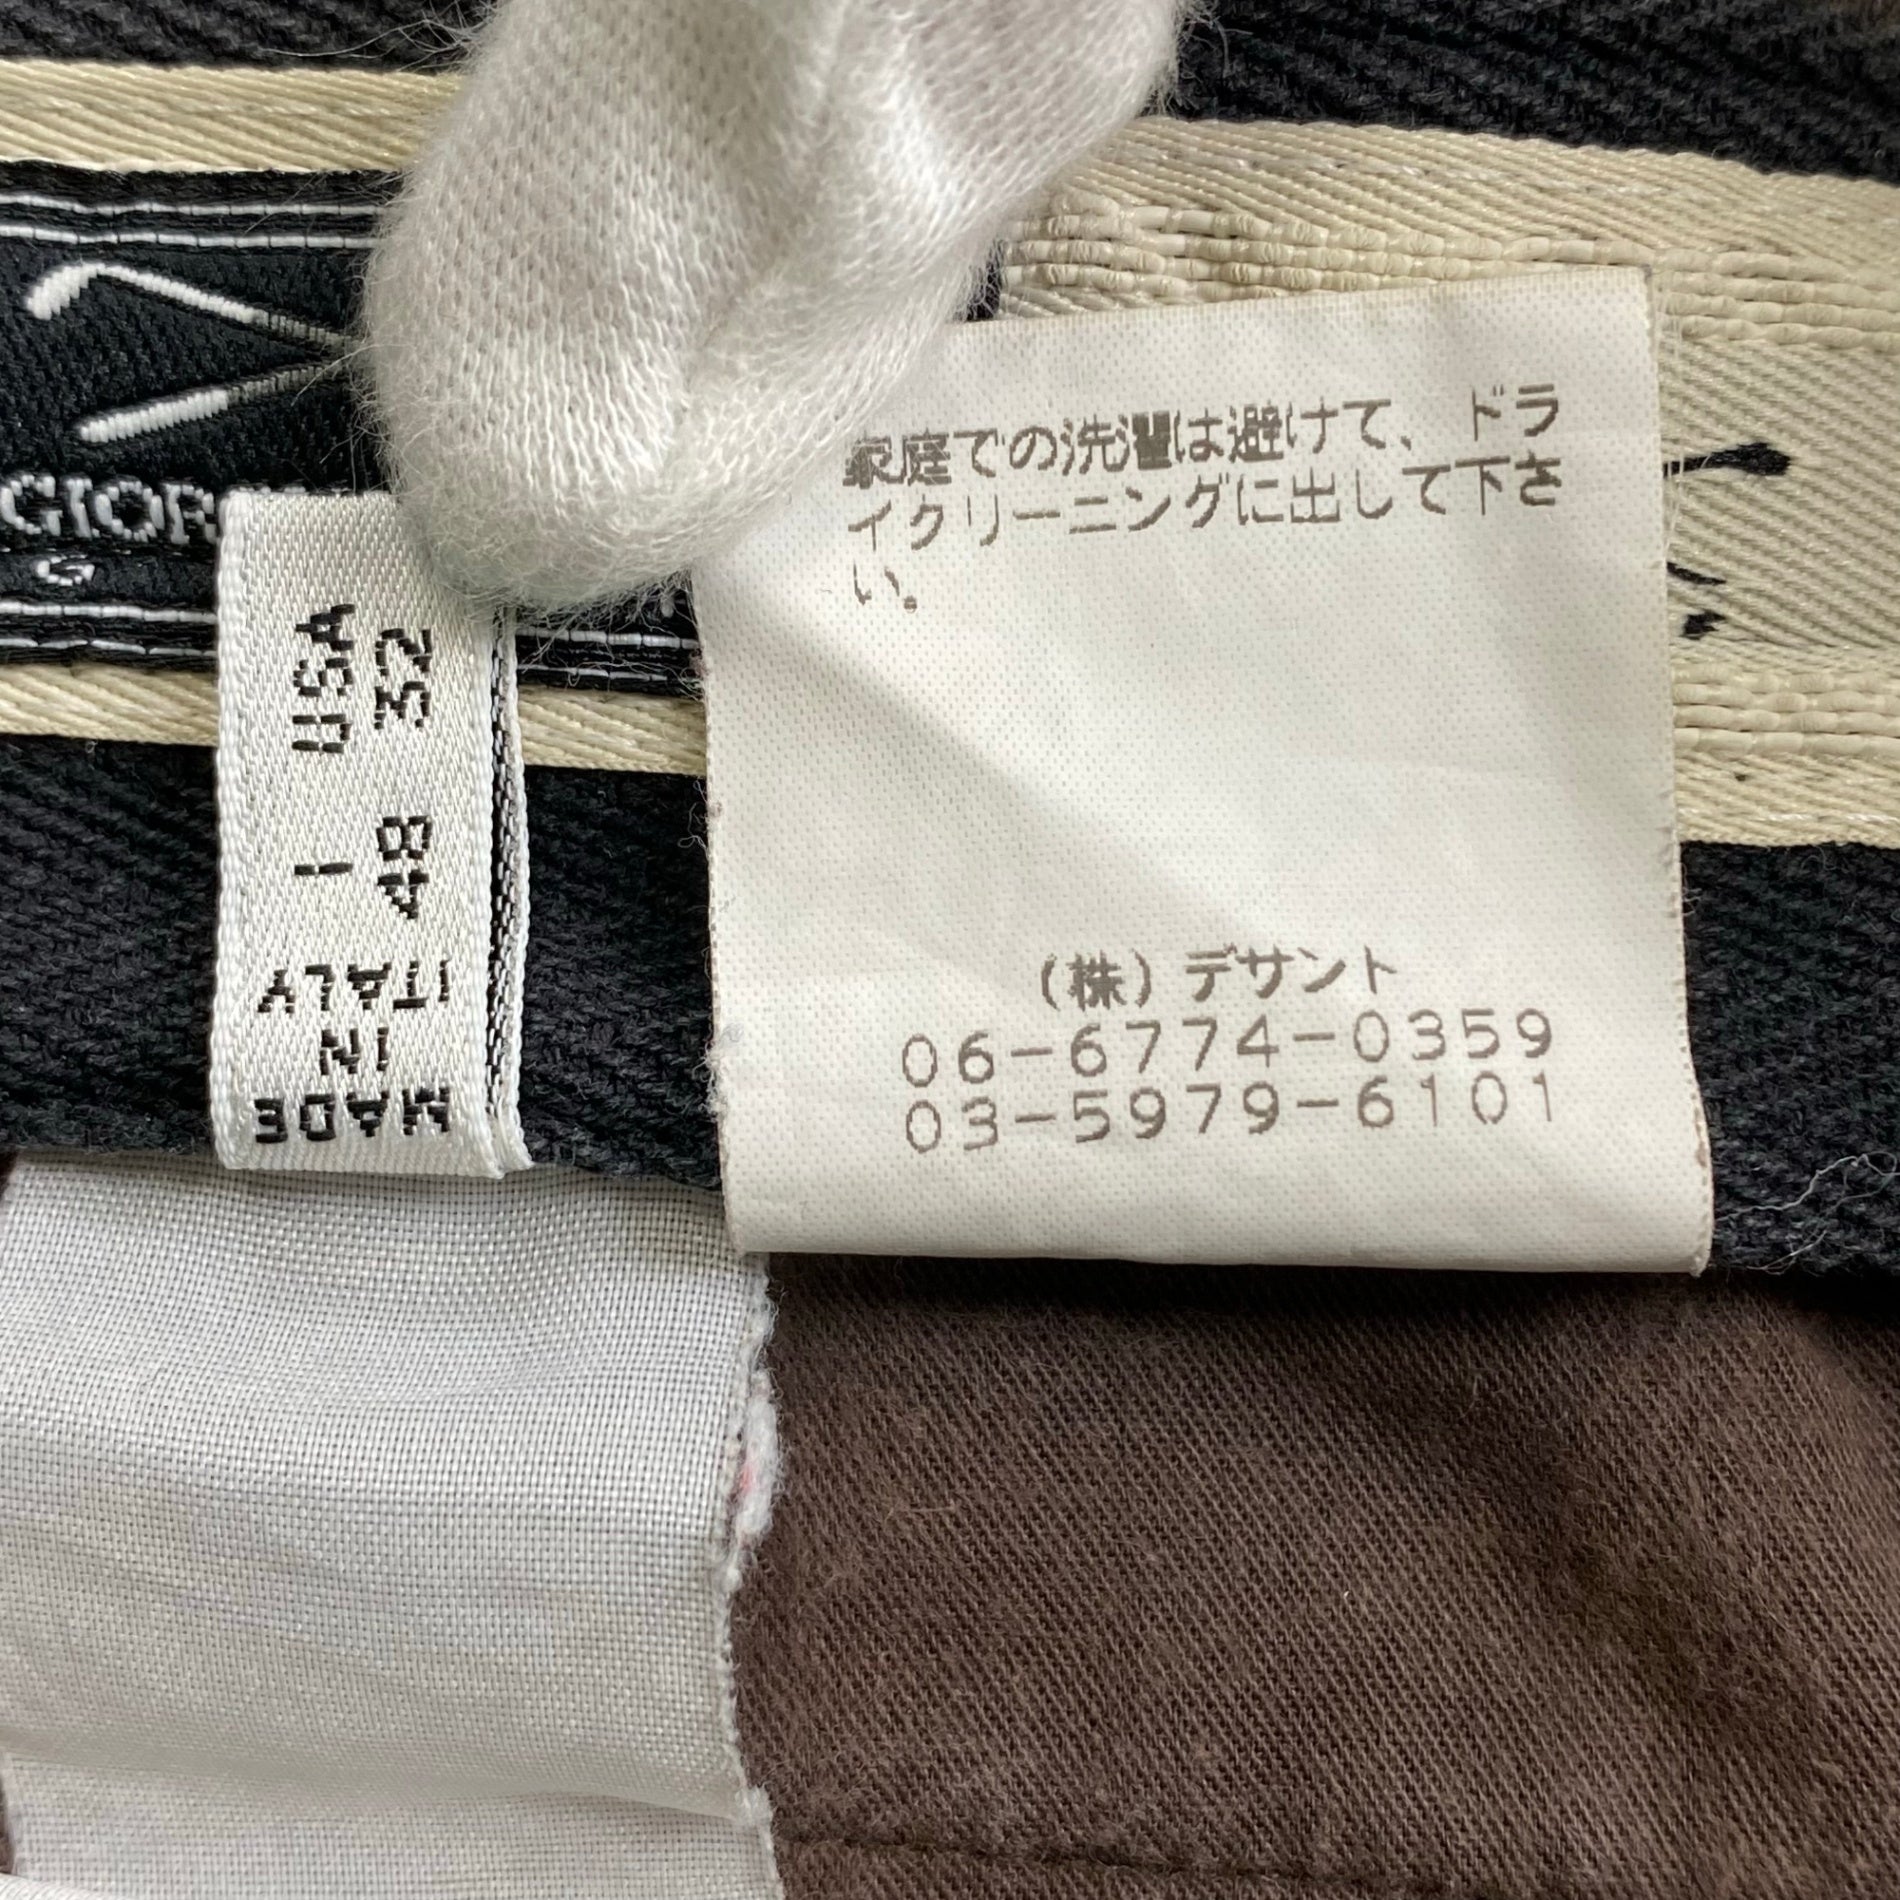 GIOR
USA 32
I 48
MADE
IN
ITALY
家庭での洗濯は避けて、ドラ
イクリーニングに出して下さ
い。
(株)デサント
06-6774-0359
03-5979-6101